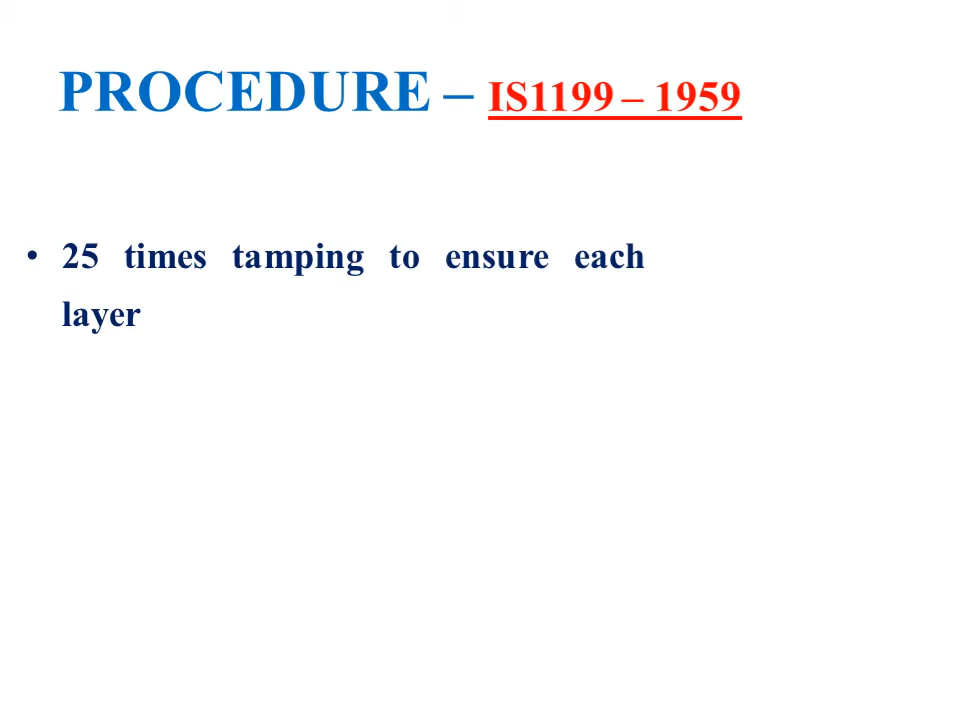 PROCEDURE – IS1199 – 1959
• 25 times tamping to ensure each
layer